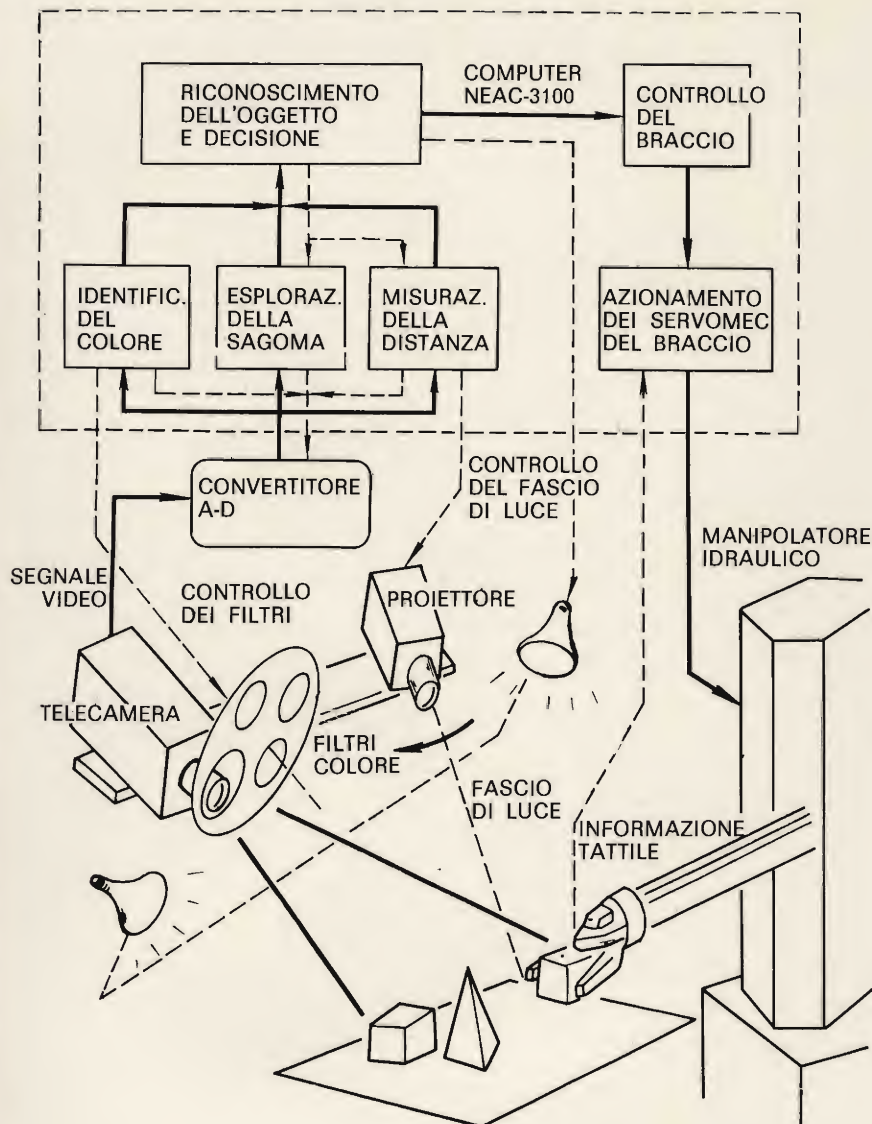 RICONOSCIMENTO
DELL'OGGETTO
E DECISIONE
COMPUTER
NEAC-3100
CONTROLLO
DEL
BRACCIO
IDENTIFIC.
DEL
COLORE
ESPLORAZ.
DELLA
SAGOMA
MISURAZ.
DELLA
DISTANZA
AZIONAMENTO
DEI SERVOMEC
DEL BRACCIO
CONVERTITORE
A-D
CONTROLLO
DEL FASCIO
DI LUCE
MANIPOLATORE
IDRAULICO
SEGNALE
VIDEO
CONTROLLO
DEI FILTRI
PROIETTORE
TELECAMERA
FILTRI
COLORE
FASCIO
DI LUCE
INFORMAZIONE
TATTILE